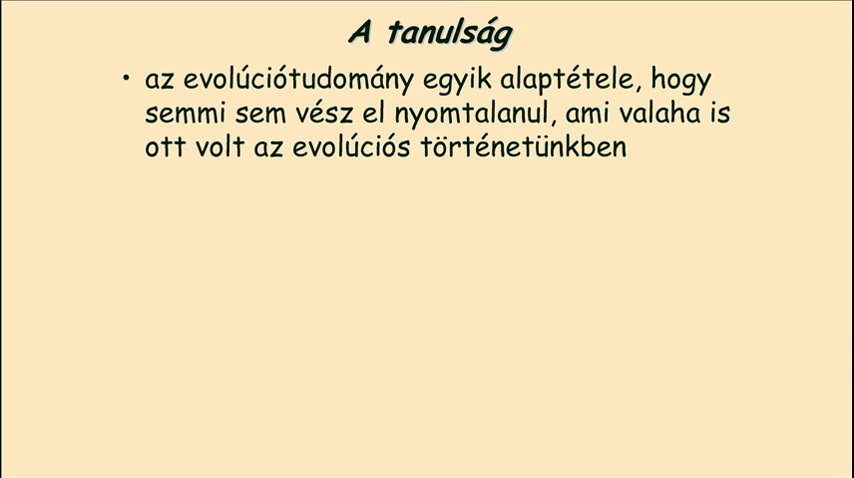 A tanulság
• az evolúciótudomány egyik alaptétele, hogy
semmi sem vész el nyomtalanul, ami valaha is
ott volt az evolúciós történetünkben